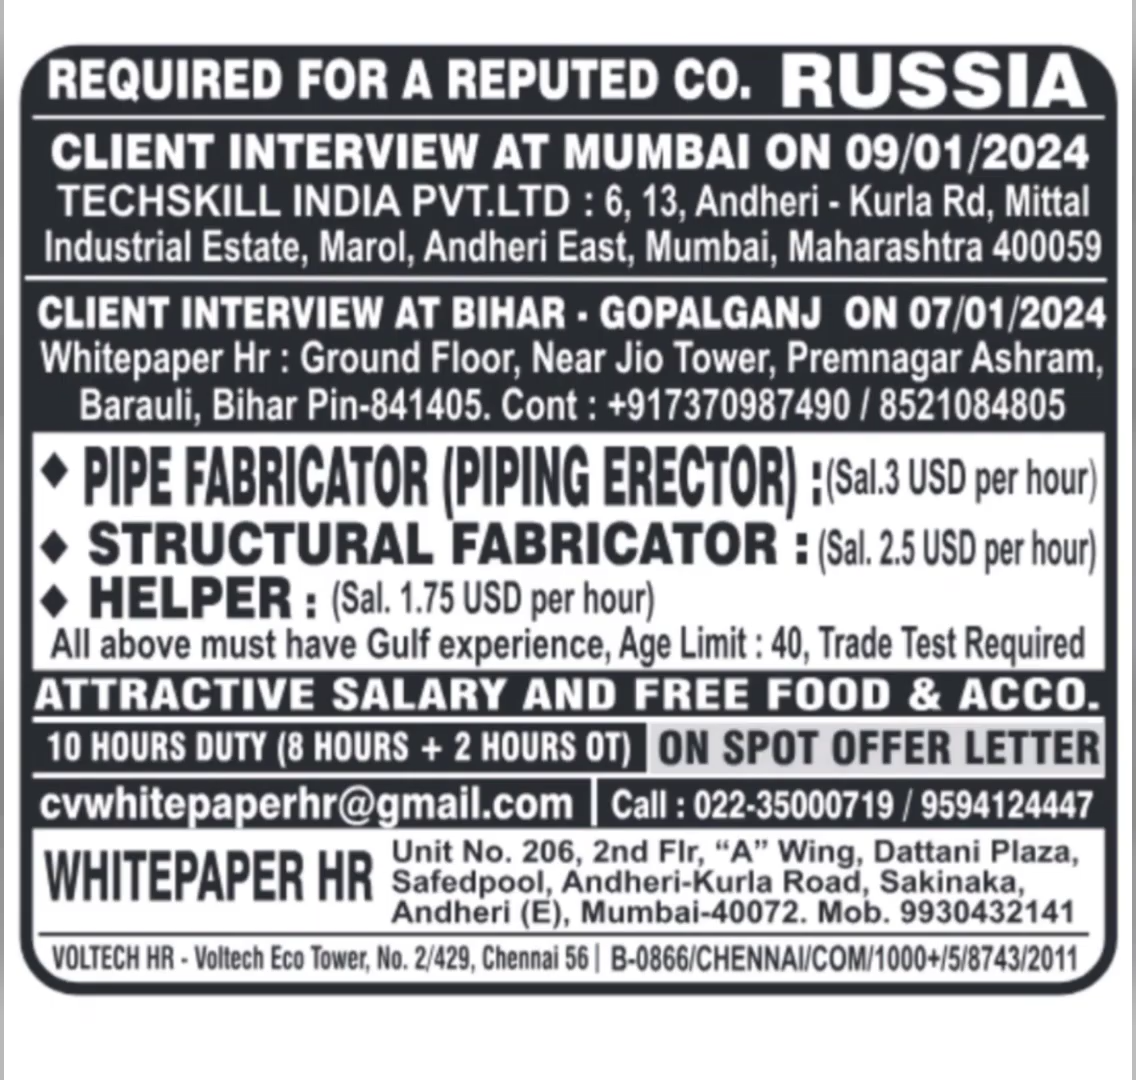 REQUIRED FOR A REPUTED CO. RUSSIA
CLIENT INTERVIEW AT MUMBAI ON 09/01/2024
TECHSKILL INDIA PVT.LTD : 6, 13, Andheri - Kurla Rd, Mittal
Industrial Estate, Marol, Andheri East, Mumbai, Maharashtra 400059
CLIENT INTERVIEW AT BIHAR - GOPALGANJ ON 07/01/2024
Whitepaper Hr : Ground Floor, Near Jio Tower, Premnagar Ashram,
Barauli, Bihar Pin-841405. Cont : +917370987490 / 8521084805
◆ PIPE FABRICATOR (PIPING ERECTOR) : (Sal.3 USD per hour)
◆ STRUCTURAL FABRICATOR : (Sal. 2.5 USD per hour)
◆ HELPER : (Sal. 1.75 USD per hour)
All above must have Gulf experience, Age Limit : 40, Trade Test Required
ATTRACTIVE SALARY AND FREE FOOD & ACCO.
10 HOURS DUTY (8 HOURS + 2 HOURS OT) ON SPOT OFFER LETTER
cvwhitepaperhr@gmail.com | Call : 022-35000719 / 9594124447
WHITEPAPER HR
Unit No. 206, 2nd Flr, “A” Wing, Dattani Plaza,
Safedpool, Andheri-Kurla Road, Sakinaka,
Andheri (E), Mumbai-40072. Mob. 9930432141
VOLTECH HR - Voltech Eco Tower, No. 2/429, Chennai 56 | B-0866/CHENNAI/COM/1000+/5/8743/2011